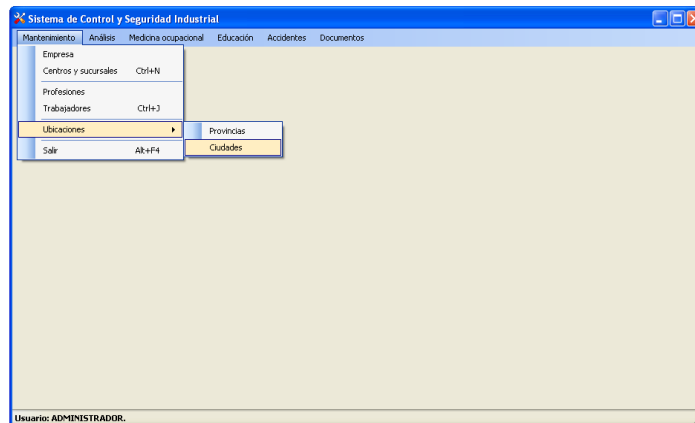 Sistema de Control y Seguridad Industrial
Mantenimiento Análisis Medicina ocupacional Educación Accidentes Documentos
Empresa
Centros y sucursales Ctrl+N
Profesiones
Trabajadores Ctrl+J
Ubicaciones
Provincias
Ciudades
Salir Alt+F4
Usuario: ADMINISTRADOR.